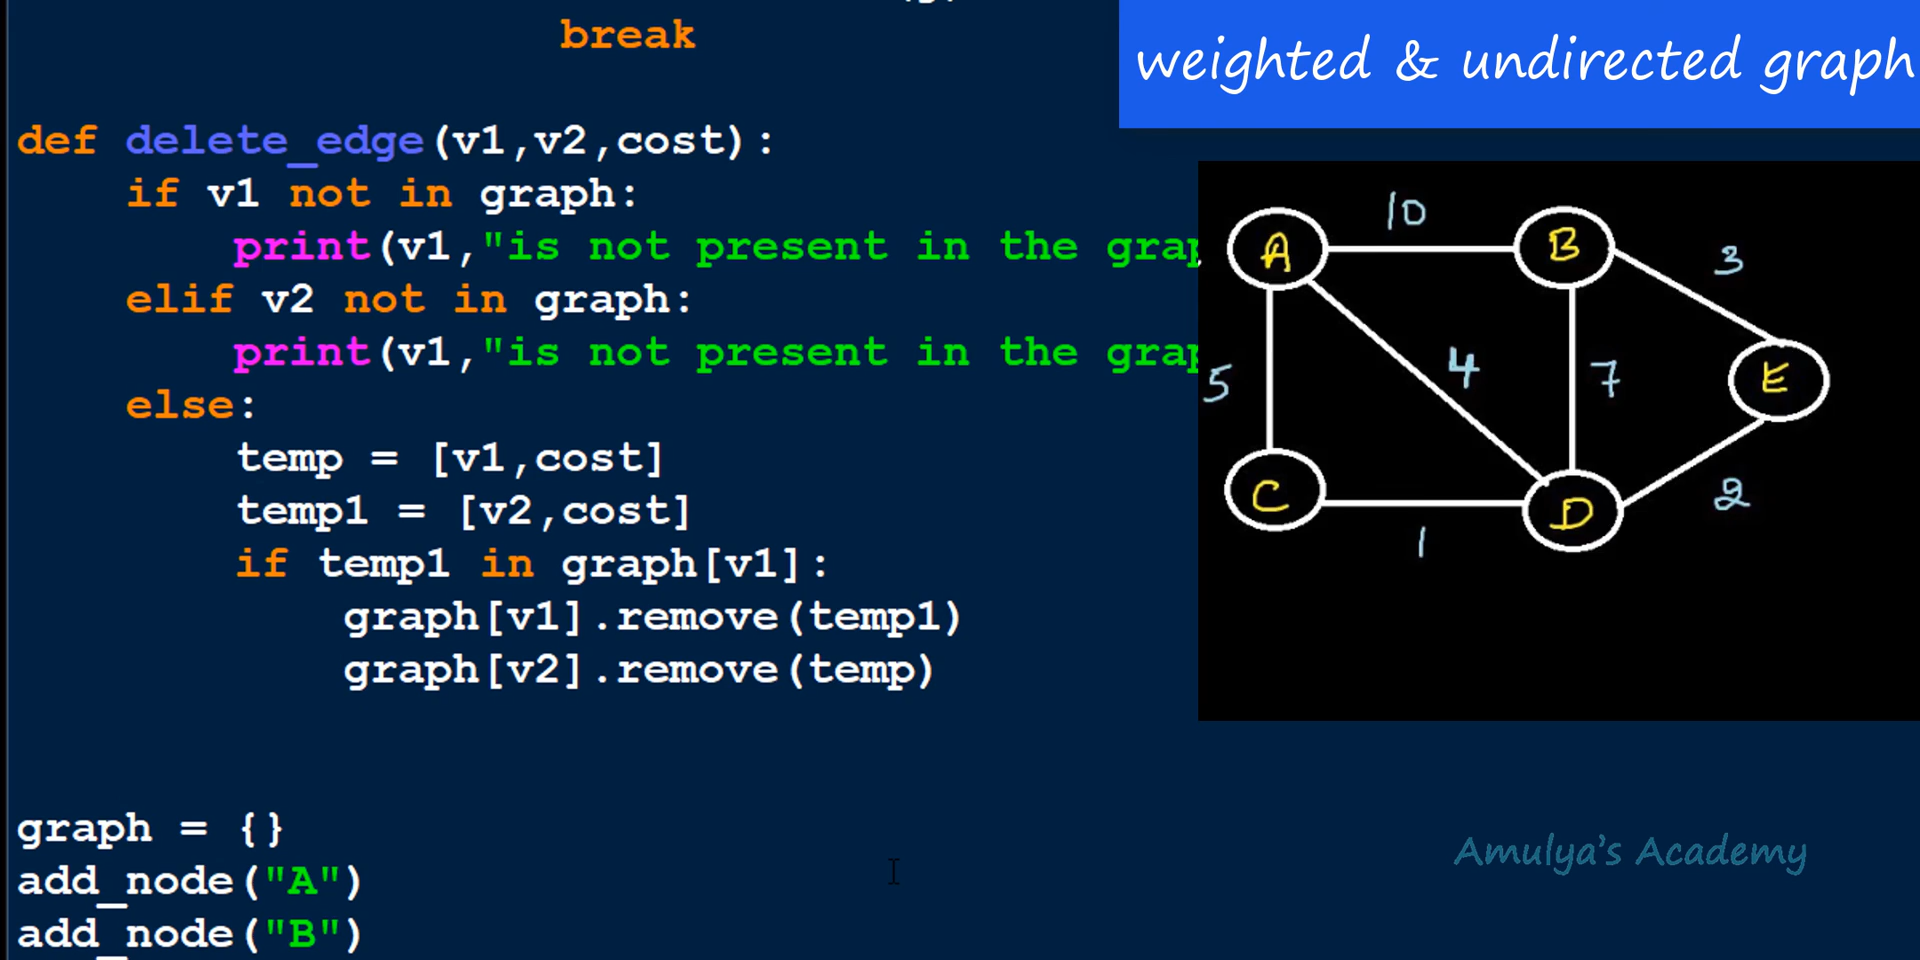 break
weighted & undirected graph
def delete_edge(v1,v2,cost):
if v1 not in graph:
print(v1,"is not present in the grap
elif v2 not in graph:
print(v1,"is not present in the grap
else:
temp = [v1,cost]
temp1 = [v2,cost]
if temp1 in graph[v1]:
graph[v1].remove(temp1)
graph[v2].remove(temp)
graph = {}
add_node("A")
add_node("B")
10
A
B
3
5
4
7
E
C
D
2
1
Amulya's Academy